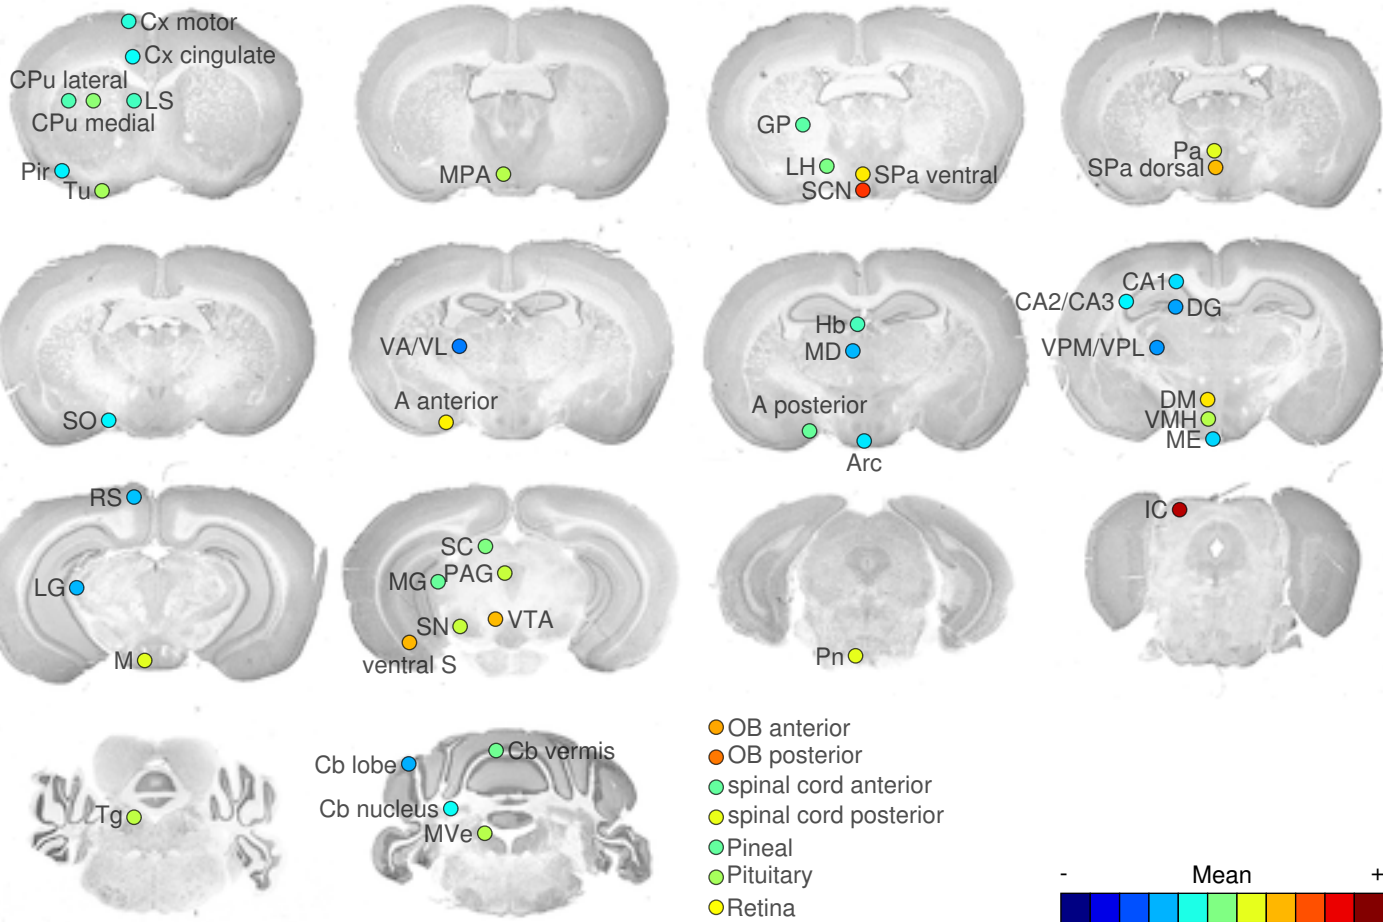 Cx motor
Cx cingulate
CPu lateral
LS
CPu medial
Pir
Tu
MPA
GP
LH
SPa ventral
SCN
Pa
SPa dorsal
SO
VA/VL
A anterior
Hb
MD
A posterior
Arc
CA1
CA2/CA3
DG
VPM/VPL
DM
VMH
ME
RS
LG
M
SC
MG
PAG
SN
VTA
ventral S
Pn
IC
Tg
Cb lobe
Cb vermis
Cb nucleus
MVe
OB anterior
OB posterior
spinal cord anterior
spinal cord posterior
Pineal
Pituitary
Retina
- Mean +